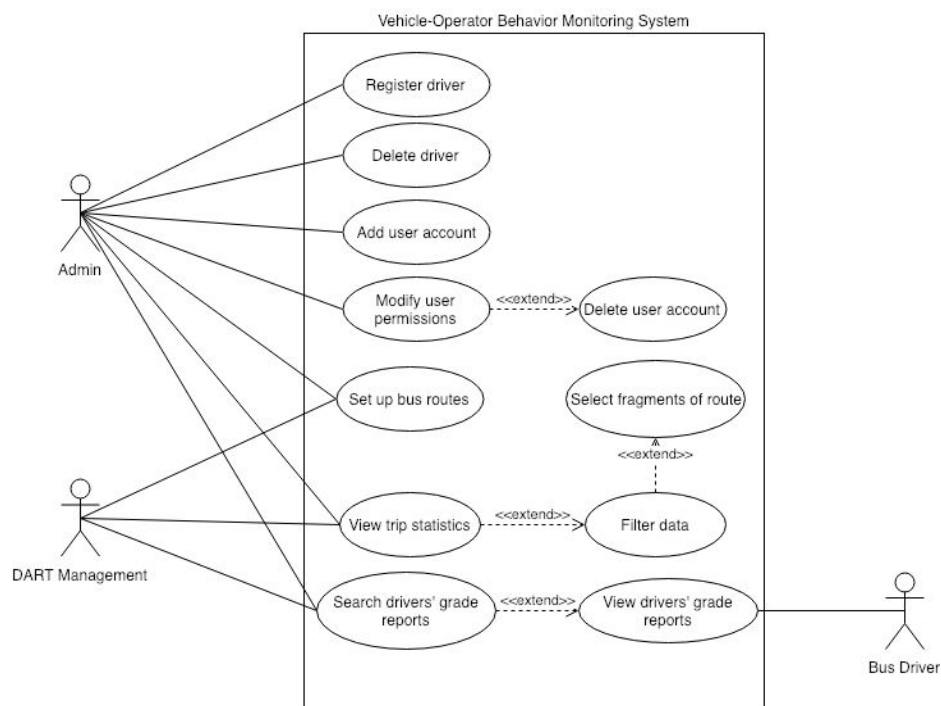 Vehicle-Operator Behavior Monitoring System
Register driver
Delete driver
Add user account
Admin
Modify user
permissions
<<extend>>
Delete user account
Set up bus routes
Select fragments of route
<<extend>>
View trip statistics
<<extend>>
Filter data
DART Management
Search drivers' grade
reports
<<extend>>
View drivers' grade
reports
Bus Driver